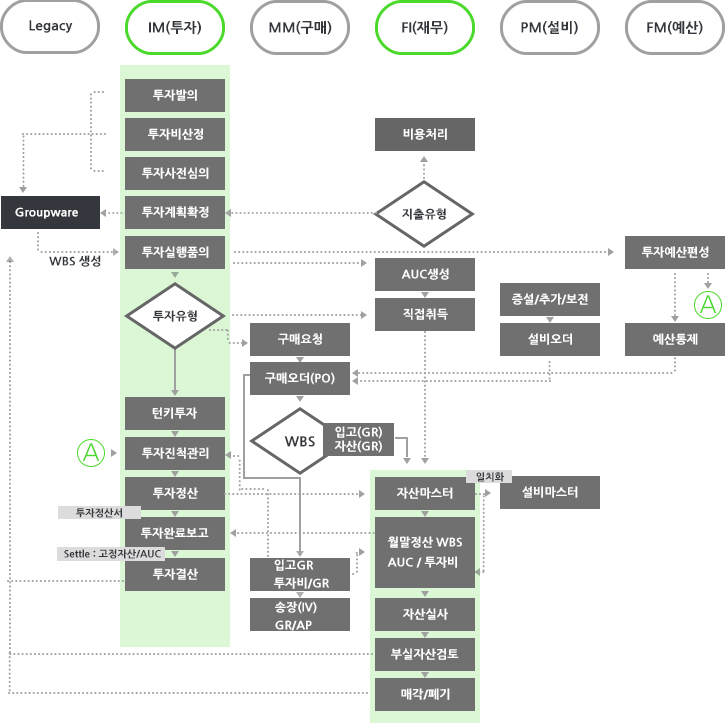 Legacy
IM(투자)
MM(구매)
FI(재무)
PM(설비)
FM(예산)
투자발의
투자비산정
비용처리
투자사전심의
Groupware
투자계획확정
지출유형
WBS 생성
투자실행품의
투자예산편성
AUC생성
투자유형
직접취득
증설/추가/보전
A
구매요청
설비오더
예산통제
구매오더(PO)
턴키투자
WBS
입고(GR)
자산(GR)
A
투자진척관리
일치화
투자정산
자산마스터
설비마스터
투자정산서
투자완료보고
월말정산 WBS
AUC / 투자비
Settle : 고정자산/AUC
투자결산
입고GR
투자비/GR
송장(IV)
GR/AP
자산실사
부실자산검토
매각/폐기